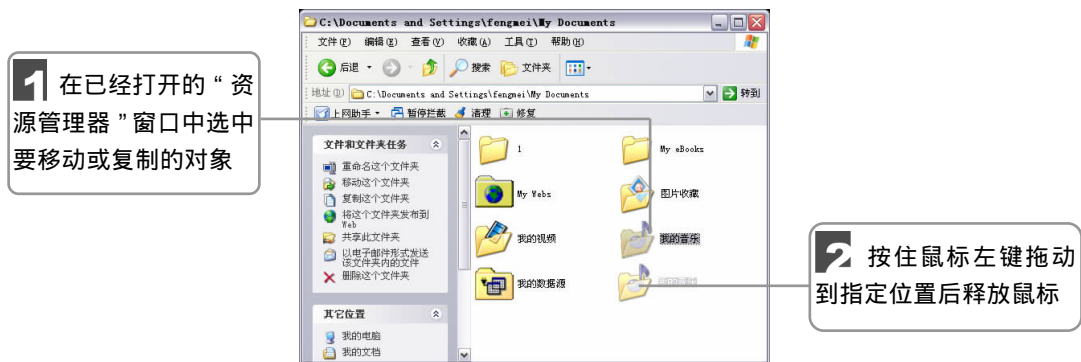 C:\Documents and Settings\fengmei\My Documents
文件(F) 编辑(E) 查看(V) 收藏(A) 工具(T) 帮助(H)
后退 搜索 文件夹
地址(D) C:\Documents and Settings\fengmei\My Documents 转到
上网助手 暂停拦截 清理 修复
1 在已经打开的“资
源管理器”窗口中选中
要移动或复制的对象
文件和文件夹任务
重命名这个文件夹
移动这个文件夹
复制这个文件夹
将这个文件夹发布到
Web
共享此文件夹
以电子邮件形式发送
该文件夹内的文件
删除这个文件夹
其它位置
我的电脑
我的文档
1
My eBooks
My Webs
图片收藏
我的视频
我的音乐
我的数据源
2 按住鼠标左键拖动
到指定位置后释放鼠标